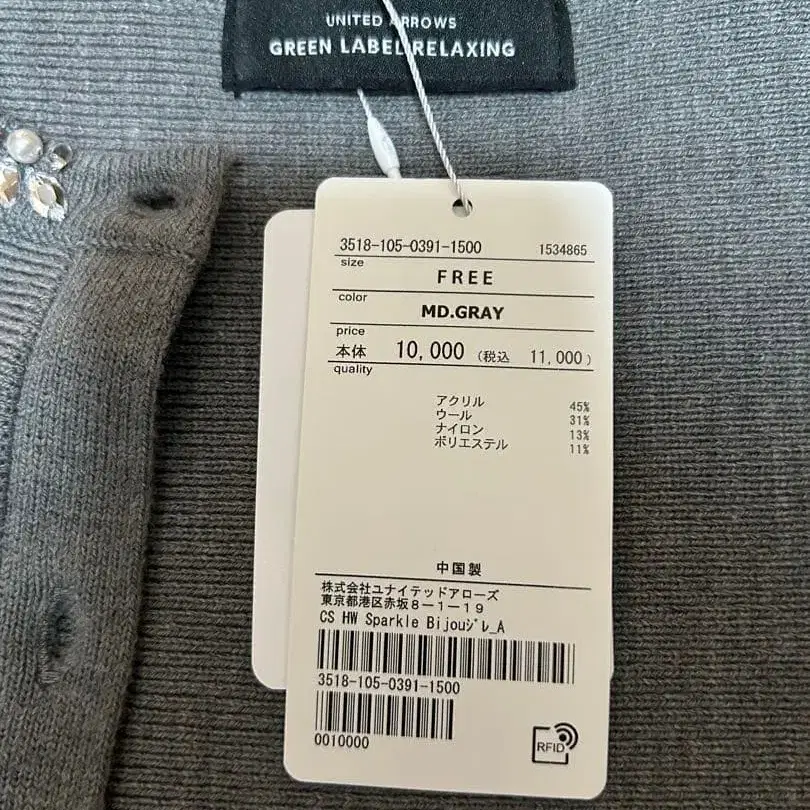 UNITED ARROWS
GREEN LABEL RELAXING
3518-105-0391-1500 1534865
size
FREE
color
MD.GRAY
price
本体 10,000 (税込 11,000)
quality
アクリル 45%
ウール 31%
ナイロン 13%
ポリエステル 11%
中国製
株式会社ユナイテッドアローズ
東京都港区赤坂8-1-19
CS HW Sparkle Bijouジレ_A
3518-105-0391-1500
0010000
RFID